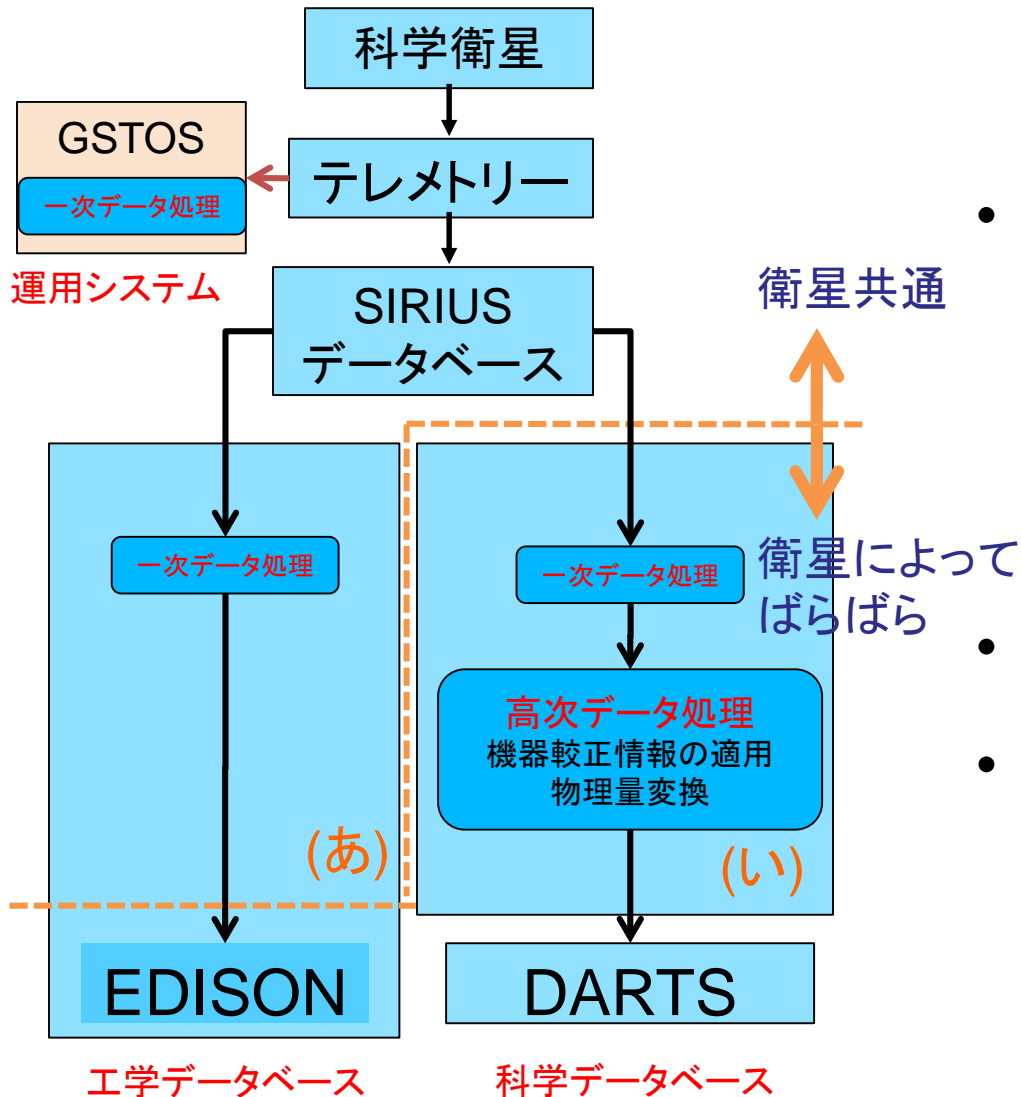 科学衛星
GSTOS
一次データ処理
運用システム
テレメトリー
SIRIUS
データベース
衛星共通
衛星によって
ばらばら
一次データ処理
一次データ処理
高次データ処理
機器較正情報の適用
物理量変換
(あ)
(い)
EDISON
DARTS
工学データベース
科学データベース